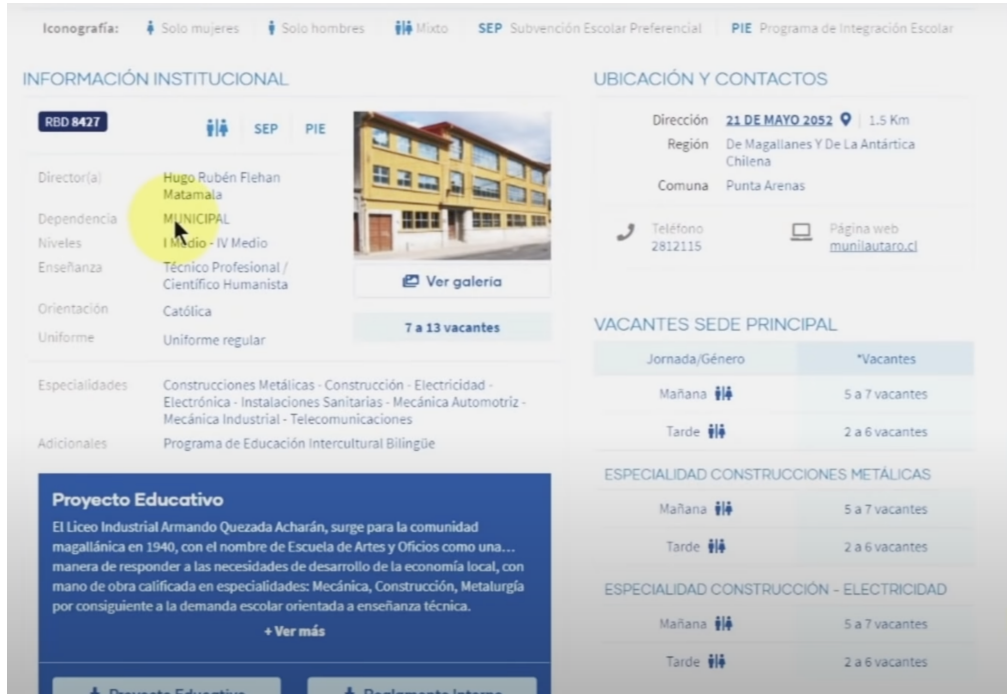 Iconografía: Solo mujeres Solo hombres Mixto SEP Subvención Escolar Preferencial PIE Programa de Integración Escolar
INFORMACIÓN INSTITUCIONAL
RBD 8427
SEP PIE
Director(a) Hugo Rubén Flehan
Matamala
Dependencia MUNICIPAL
Niveles I Medio - IV Medio
Enseñanza Técnico Profesional /
Científico Humanista
Orientación Católica
Uniforme Uniforme regular
Ver galería
7 a 13 vacantes
Especialidades Construcciones Metálicas - Construcción - Electricidad -
Electrónica - Instalaciones Sanitarias - Mecánica Automotriz -
Mecánica Industrial - Telecomunicaciones
Adicionales Programa de Educación Intercultural Bilingüe
Proyecto Educativo
El Liceo Industrial Armando Quezada Acharán, surge para la comunidad
magallánica en 1940, con el nombre de Escuela de Artes y Oficios como una...
manera de responder a las necesidades de desarrollo de la economía local, con
mano de obra calificada en especialidades: Mecánica, Construcción, Metalurgía
por consiguiente a la demanda escolar orientada a enseñanza técnica.
+ Ver más
Proyecto Educativo
Reglamento Interno
UBICACIÓN Y CONTACTOS
Dirección 21 DE MAYO 2052 1.5 Km
Región De Magallanes Y De La Antártica
Chilena
Comuna Punta Arenas
Teléfono
2812115
Página web
munilautaro.cl
VACANTES SEDE PRINCIPAL
Jornada/Género *Vacantes
Mañana 5 a 7 vacantes
Tarde 2 a 6 vacantes
ESPECIALIDAD CONSTRUCCIONES METÁLICAS
Mañana 5 a 7 vacantes
Tarde 2 a 6 vacantes
ESPECIALIDAD CONSTRUCCIÓN - ELECTRICIDAD
Mañana 5 a 7 vacantes
Tarde 2 a 6 vacantes